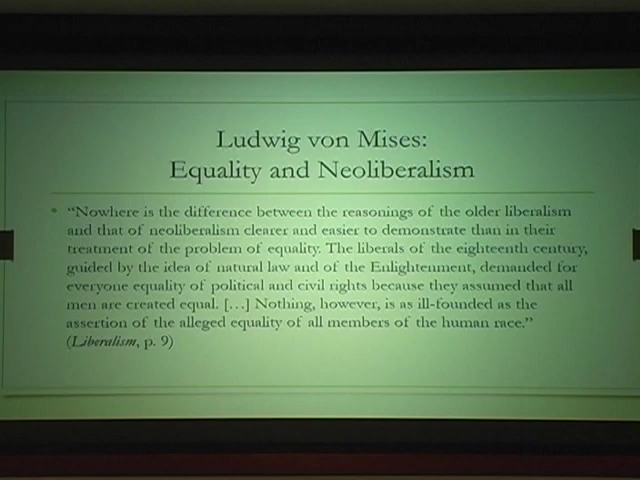 Ludwig von Mises:
Equality and Neoliberalism
• “Nowhere is the difference between the reasonings of the older liberalism
and that of neoliberalism clearer and easier to demonstrate than in their
treatment of the problem of equality. The liberals of the eighteenth century,
guided by the idea of natural law and of the Enlightenment, demanded for
everyone equality of political and civil rights because they assumed that all
men are created equal. […] Nothing, however, is as ill-founded as the
assertion of the alleged equality of all members of the human race.”
(Liberalism, p. 9)